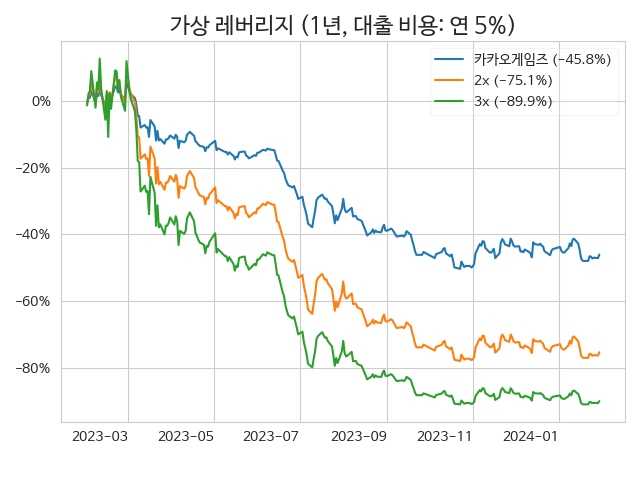 가상 레버리지 (1년, 대출 비용: 연 5%)
카카오게임즈 (−45.8%)
2x (−75.1%)
3x (−89.9%)
0%
−20%
−40%
−60%
−80%
2023−03 2023−05 2023−07 2023−09 2023−11 2024−01